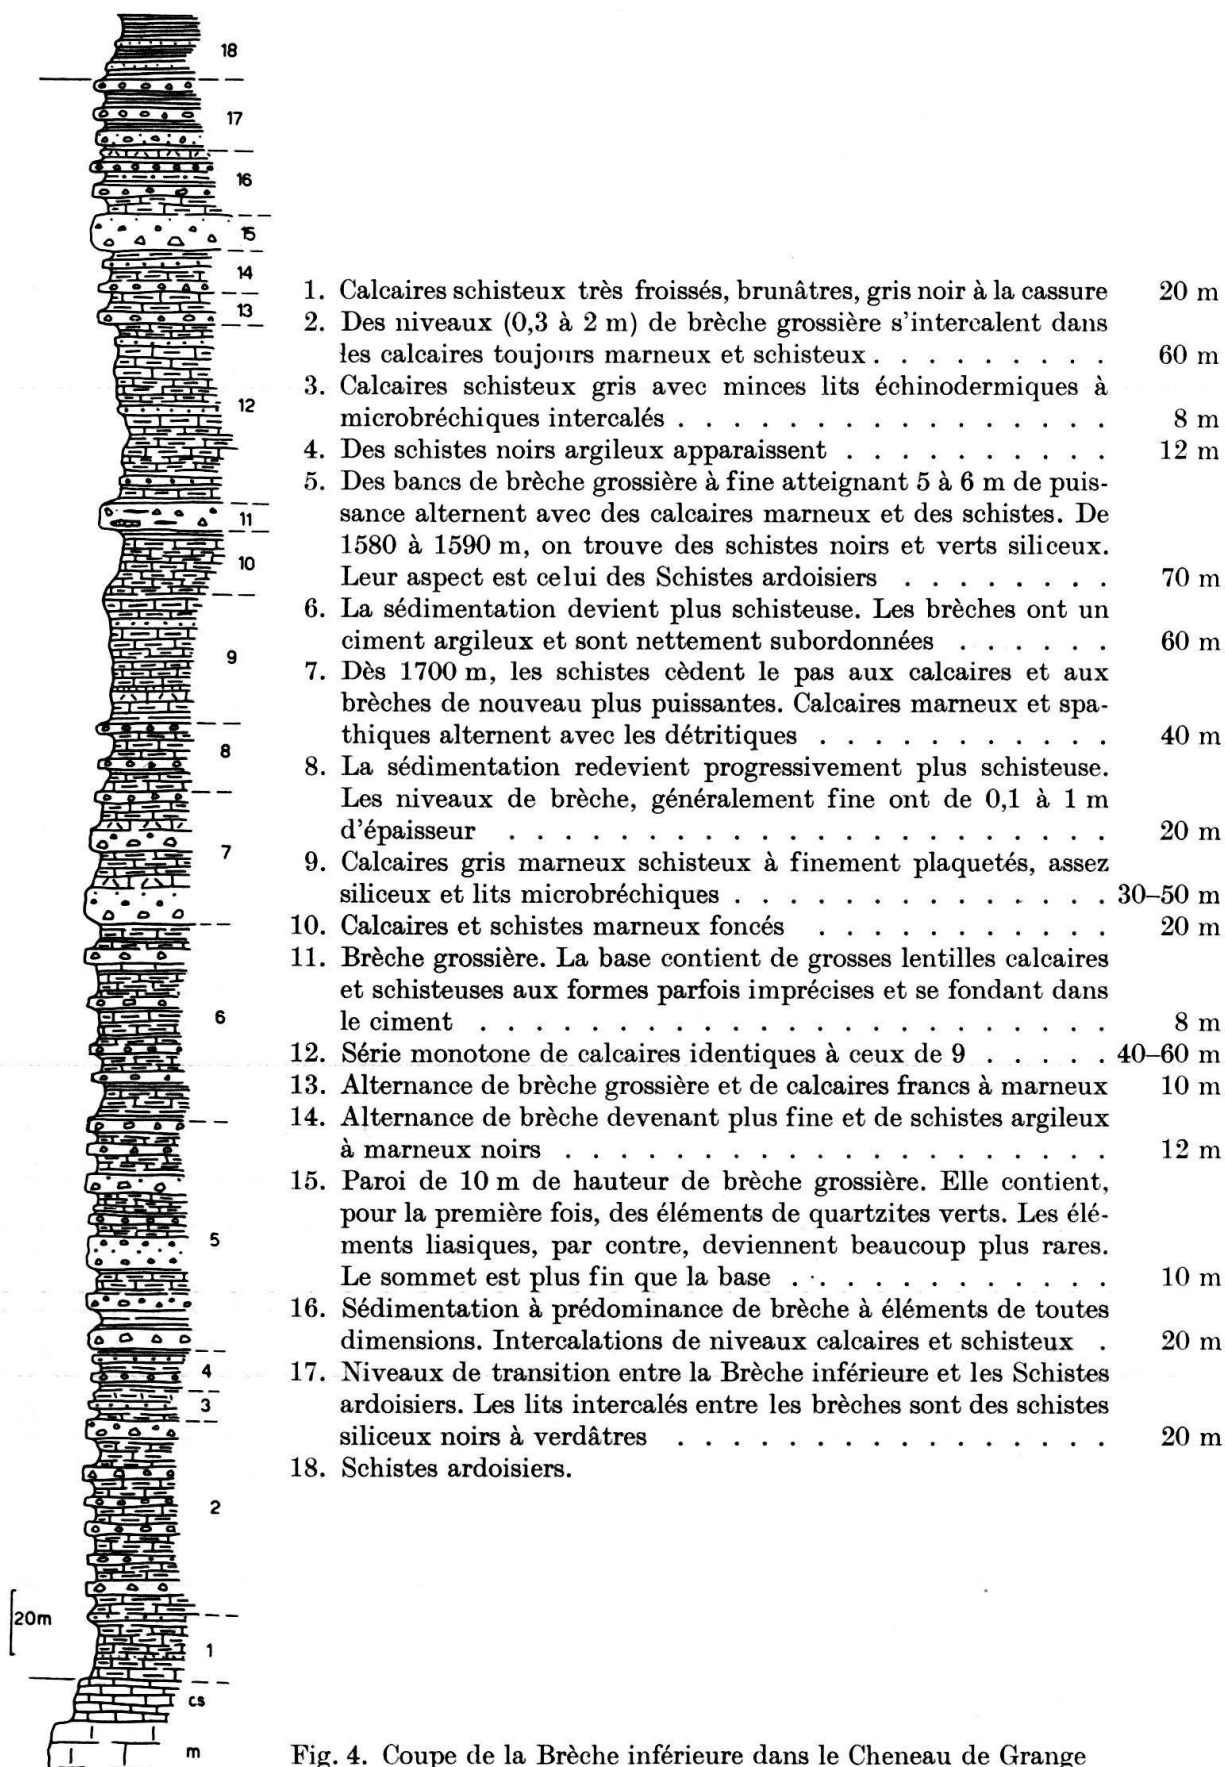 18
17
16
15
14
13
12
11
10
9
8
7
6
5
4
3
2
20m
1
cs
m
1. Calcaires schisteux très froissés, brunâtres, gris noir à la cassure 20 m
2. Des niveaux (0,3 à 2 m) de brèche grossière s'intercalent dans
les calcaires toujours marneux et schisteux . . . . . . . . . 60 m
3. Calcaires schisteux gris avec minces lits échinodermiques à
microbréchiques intercalés . . . . . . . . . . . . . . . . 8 m
4. Des schistes noirs argileux apparaissent . . . . . . . . . . . 12 m
5. Des bancs de brèche grossière à fine atteignant 5 à 6 m de puis-
sance alternent avec des calcaires marneux et des schistes. De
1580 à 1590 m, on trouve des schistes noirs et verts siliceux.
Leur aspect est celui des Schistes ardoisiers . . . . . . . . 70 m
6. La sédimentation devient plus schisteuse. Les brèches ont un
ciment argileux et sont nettement subordonnées . . . . . . 60 m
7. Dès 1700 m, les schistes cèdent le pas aux calcaires et aux
brèches de nouveau plus puissantes. Calcaires marneux et spa-
thiques alternent avec les détritiques . . . . . . . . . . . 40 m
8. La sédimentation redevient progressivement plus schisteuse.
Les niveaux de brèche, généralement fine ont de 0,1 à 1 m
d'épaisseur . . . . . . . . . . . . . . . . . . . . . . 20 m
9. Calcaires gris marneux schisteux à finement plaquetés, assez
siliceux et lits microbréchiques . . . . . . . . . . . . . . 30–50 m
10. Calcaires et schistes marneux foncés . . . . . . . . . . . 20 m
11. Brèche grossière. La base contient de grosses lentilles calcaires
et schisteuses aux formes parfois imprécises et se fondant dans
le ciment . . . . . . . . . . . . . . . . . . . . . . . 8 m
12. Série monotone de calcaires identiques à ceux de 9 . . . . . 40–60 m
13. Alternance de brèche grossière et de calcaires francs à marneux 10 m
14. Alternance de brèche devenant plus fine et de schistes argileux
à marneux noirs . . . . . . . . . . . . . . . . . . . . 12 m
15. Paroi de 10 m de hauteur de brèche grossière. Elle contient,
pour la première fois, des éléments de quartzites verts. Les élé-
ments liasiques, par contre, deviennent beaucoup plus rares.
Le sommet est plus fin que la base . . . . . . . . . . . . 10 m
16. Sédimentation à prédominance de brèche à éléments de toutes
dimensions. Intercalations de niveaux calcaires et schisteux . 20 m
17. Niveaux de transition entre la Brèche inférieure et les Schistes
ardoisiers. Les lits intercalés entre les brèches sont des schistes
siliceux noirs à verdâtres . . . . . . . . . . . . . . . . 20 m
18. Schistes ardoisiers.
Fig. 4. Coupe de la Brèche inférieure dans le Cheneau de Grange